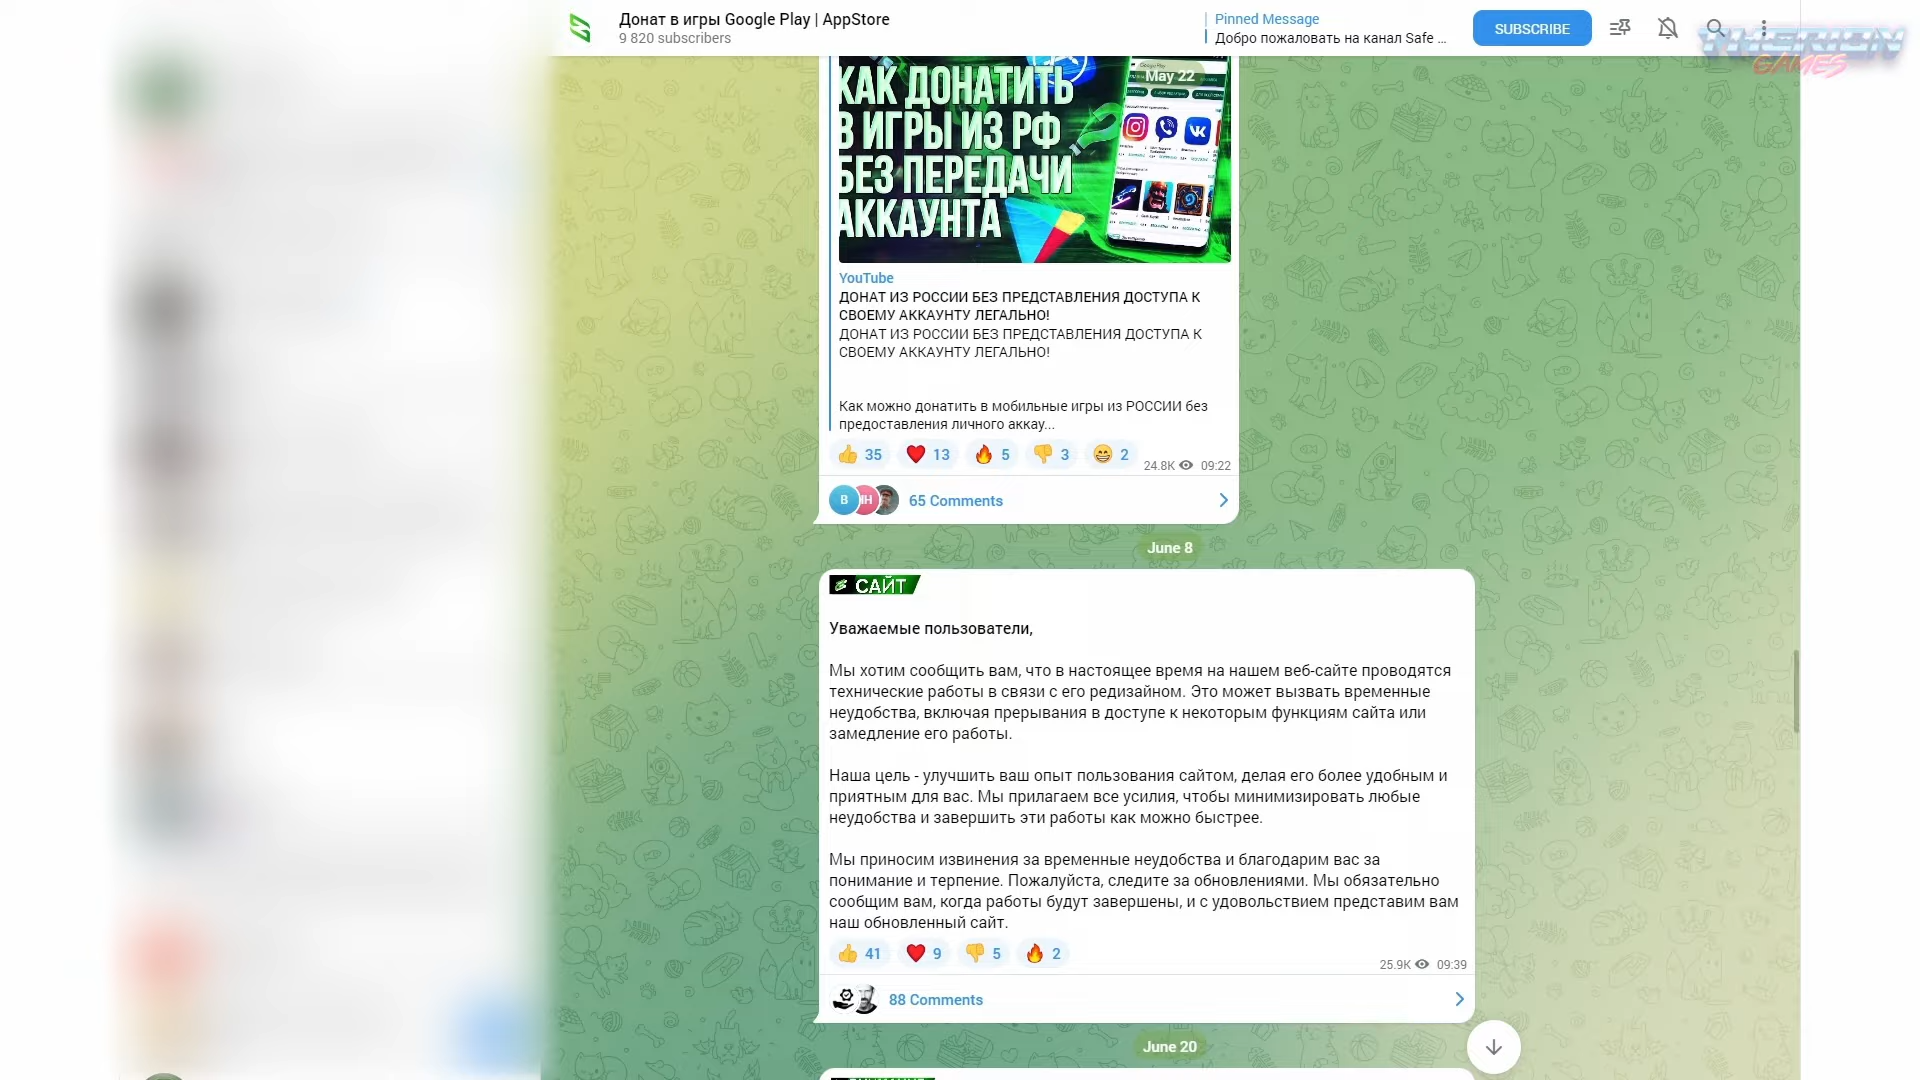 Донат в игры Google Play | AppStore
9 820 subscribers
Pinned Message
Добро пожаловать на канал Safe ...
SUBSCRIBE
GAMES
May 22
КАК ДОНАТИТЬ
В ИГРЫ ИЗ РФ
БЕЗ ПЕРЕДАЧИ
АККАУНТА
YouTube
ДОНАТ ИЗ РОССИИ БЕЗ ПРЕДСТАВЛЕНИЯ ДОСТУПА К
СВОЕМУ АККАУНТУ ЛЕГАЛЬНО!
ДОНАТ ИЗ РОССИИ БЕЗ ПРЕДСТАВЛЕНИЯ ДОСТУПА К
СВОЕМУ АККАУНТУ ЛЕГАЛЬНО!
Как можно донатить в мобильные игры из РОССИИ без
предоставления личного аккау...
35 13 5 3 2
24.8K 09:22
В
65 Comments
June 8
САЙТ
Уважаемые пользователи,
Мы хотим сообщить вам, что в настоящее время на нашем веб-сайте проводятся
технические работы в связи с его редизайном. Это может вызвать временные
неудобства, включая прерывания в доступе к некоторым функциям сайта или
замедление его работы.
Наша цель - улучшить ваш опыт пользования сайтом, делая его более удобным и
приятным для вас. Мы прилагаем все усилия, чтобы минимизировать любые
неудобства и завершить эти работы как можно быстрее.
Мы приносим извинения за временные неудобства и благодарим вас за
понимание и терпение. Пожалуйста, следите за обновлениями. Мы обязательно
сообщим вам, когда работы будут завершены, и с удовольствием представим вам
наш обновленный сайт.
41 9 5 2
25.9K 09:39
88 Comments
June 20